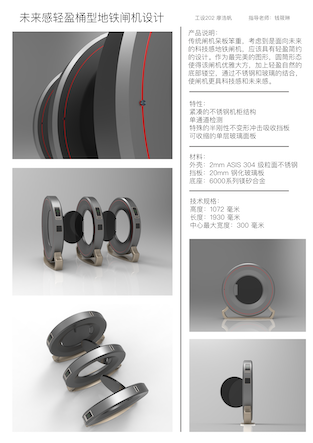 未来感轻盈桶型地铁闸机设计
工业202
指导老师：
产品说明：
传统闸机呆板笨重，考虑到是面向未来
的科技感地铁闸机，应该具有轻盈简约
的设计。作为最完美的图形，圆筒形态
使得该闸机优雅大方，加上轻盈自然的
底部镂空，通过不锈钢和玻璃的结合，
使闸机更具科技感和未来感。
特性：
紧凑的不锈钢机柜结构
单通道检测
特殊的半刚性不变形冲击吸收挡板
可收缩的单层玻璃面板
材料：
外壳：2mm ASIS 304 级粒面不锈钢
挡板：20mm 钢化玻璃板
底座：6000系列镁矽合金
技术规格：
高度：1072 毫米
长度：1930 毫米
中心最大宽度：300 毫米